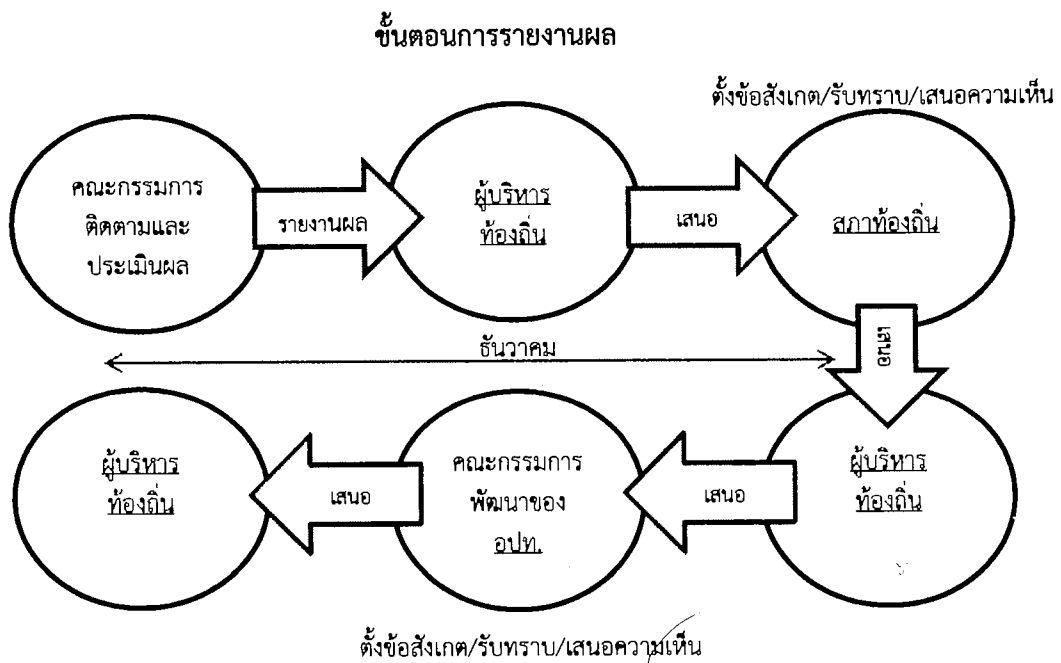 ขั้นตอนการรายงานผล
ตั้งข้อสังเกต/รับทราบ/เสนอความเห็น
คณะกรรมการ
ติดตามและ
ประเมินผล
รายงานผล
ผู้บริหาร
ท้องถิ่น
เสนอ
สภาท้องถิ่น
เสนอ
ธันวาคม
ผู้บริหาร
ท้องถิ่น
เสนอ
คณะกรรมการ
พัฒนาของ
อปท.
เสนอ
ผู้บริหาร
ท้องถิ่น
ตั้งข้อสังเกต/รับทราบ/เสนอความเห็น